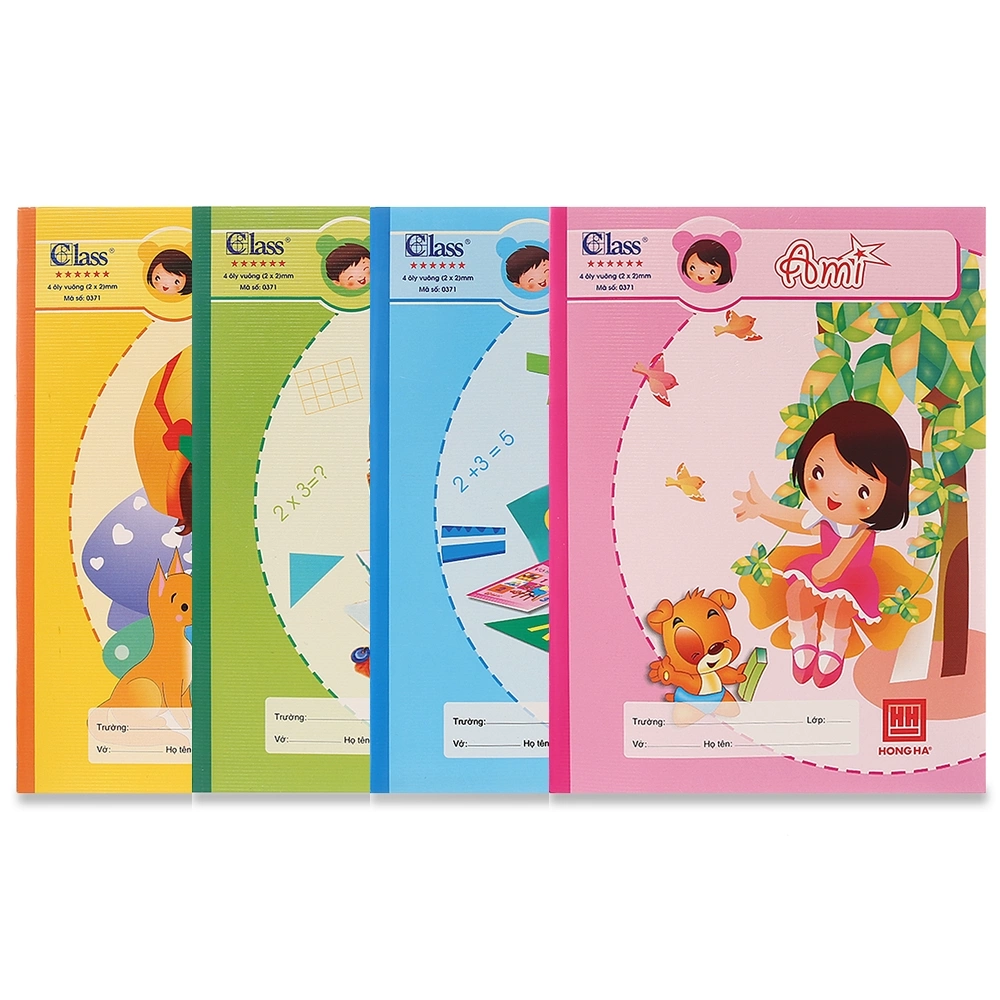 Class®
★★★★★★
4 ôly vuông (2 x 2)mm
Mã số: 0371
Trường:
Vở: Họ tên:
Class®
★★★★★★
4 ôly vuông (2 x 2)mm
Mã số: 0371
2 x 3=?
Trường:
Vở: Họ tên
Class®
★★★★★★
4 ôly vuông (2 x 2)mm
Mã số: 0371
2+3 = 5
Trường:
Vở: Họ tên
Class®
★★★★★★
4 ôly vuông (2 x 2)mm
Mã số: 0371
Ami
Trường: Lớp:
Vở: Họ tên:
HH
HONG HA®